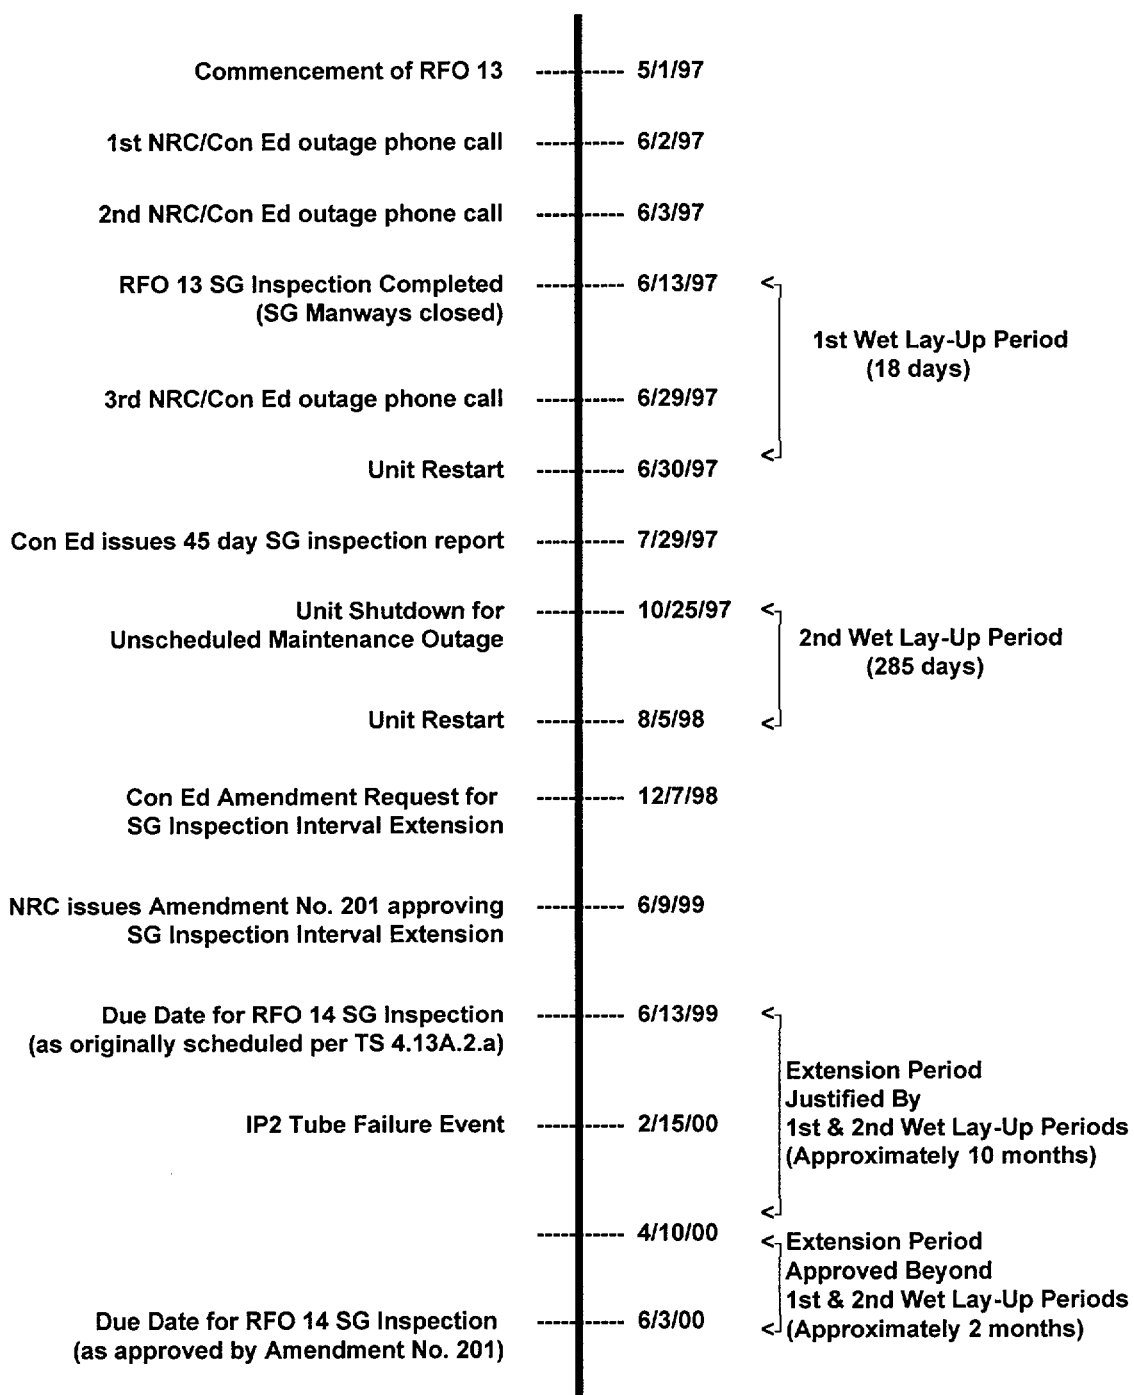 Commencement of RFO 13 ---------- 5/1/97
1st NRC/Con Ed outage phone call ---------- 6/2/97
2nd NRC/Con Ed outage phone call ---------- 6/3/97
RFO 13 SG Inspection Completed ---------- 6/13/97
(SG Manways closed)
1st Wet Lay-Up Period
(18 days)
3rd NRC/Con Ed outage phone call ---------- 6/29/97
Unit Restart ---------- 6/30/97
Con Ed issues 45 day SG inspection report ---------- 7/29/97
Unit Shutdown for ---------- 10/25/97
Unscheduled Maintenance Outage
2nd Wet Lay-Up Period
(285 days)
Unit Restart ---------- 8/5/98
Con Ed Amendment Request for ---------- 12/7/98
SG Inspection Interval Extension
NRC issues Amendment No. 201 approving ---------- 6/9/99
SG Inspection Interval Extension
Due Date for RFO 14 SG Inspection ---------- 6/13/99
(as originally scheduled per TS 4.13A.2.a)
Extension Period
Justified By
1st & 2nd Wet Lay-Up Periods
(Approximately 10 months)
IP2 Tube Failure Event ---------- 2/15/00
---------- 4/10/00
Extension Period
Approved Beyond
1st & 2nd Wet Lay-Up Periods
(Approximately 2 months)
Due Date for RFO 14 SG Inspection ---------- 6/3/00
(as approved by Amendment No. 201)